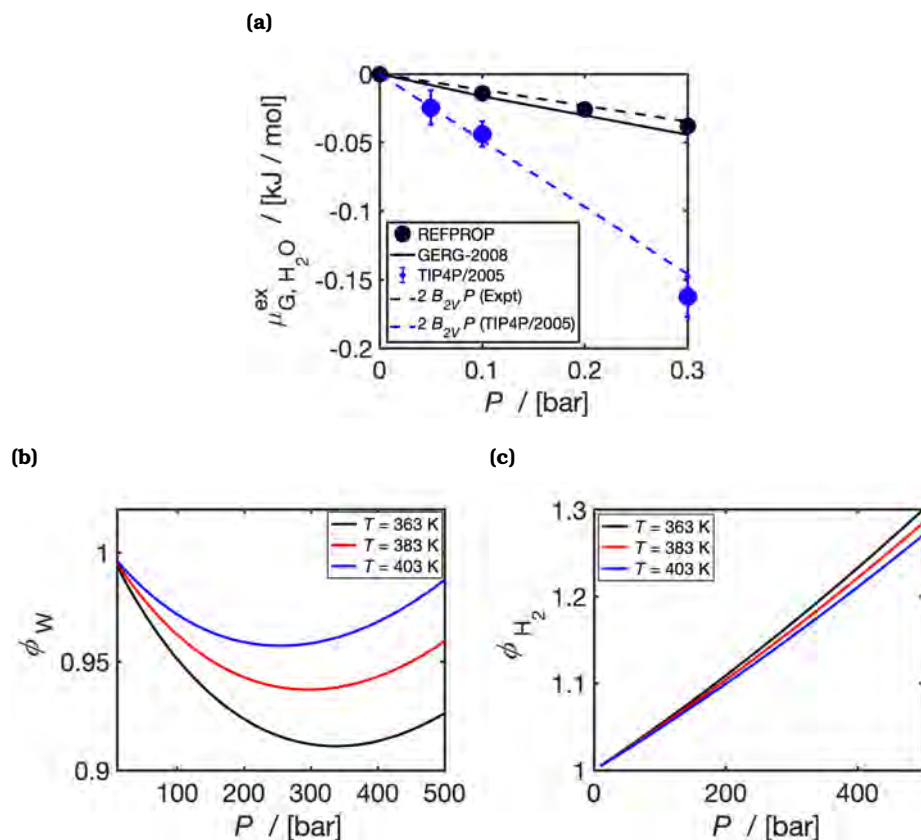 (a)
0
-0.05
-0.1
-0.15
-0.2
μ^ex_G, H2O / [kJ / mol]
REFPROP
GERG-2008
TIP4P/2005
2 B2V P (Expt)
2 B2V P (TIP4P/2005)
0 0.1 0.2 0.3
P / [bar]
(b)
1
0.95
0.9
ϕW
T = 363 K
T = 383 K
T = 403 K
100 200 300 400 500
P / [bar]
(c)
1.3
1.2
1.1
1
ϕH2
T = 363 K
T = 383 K
T = 403 K
0 200 400
P / [bar]